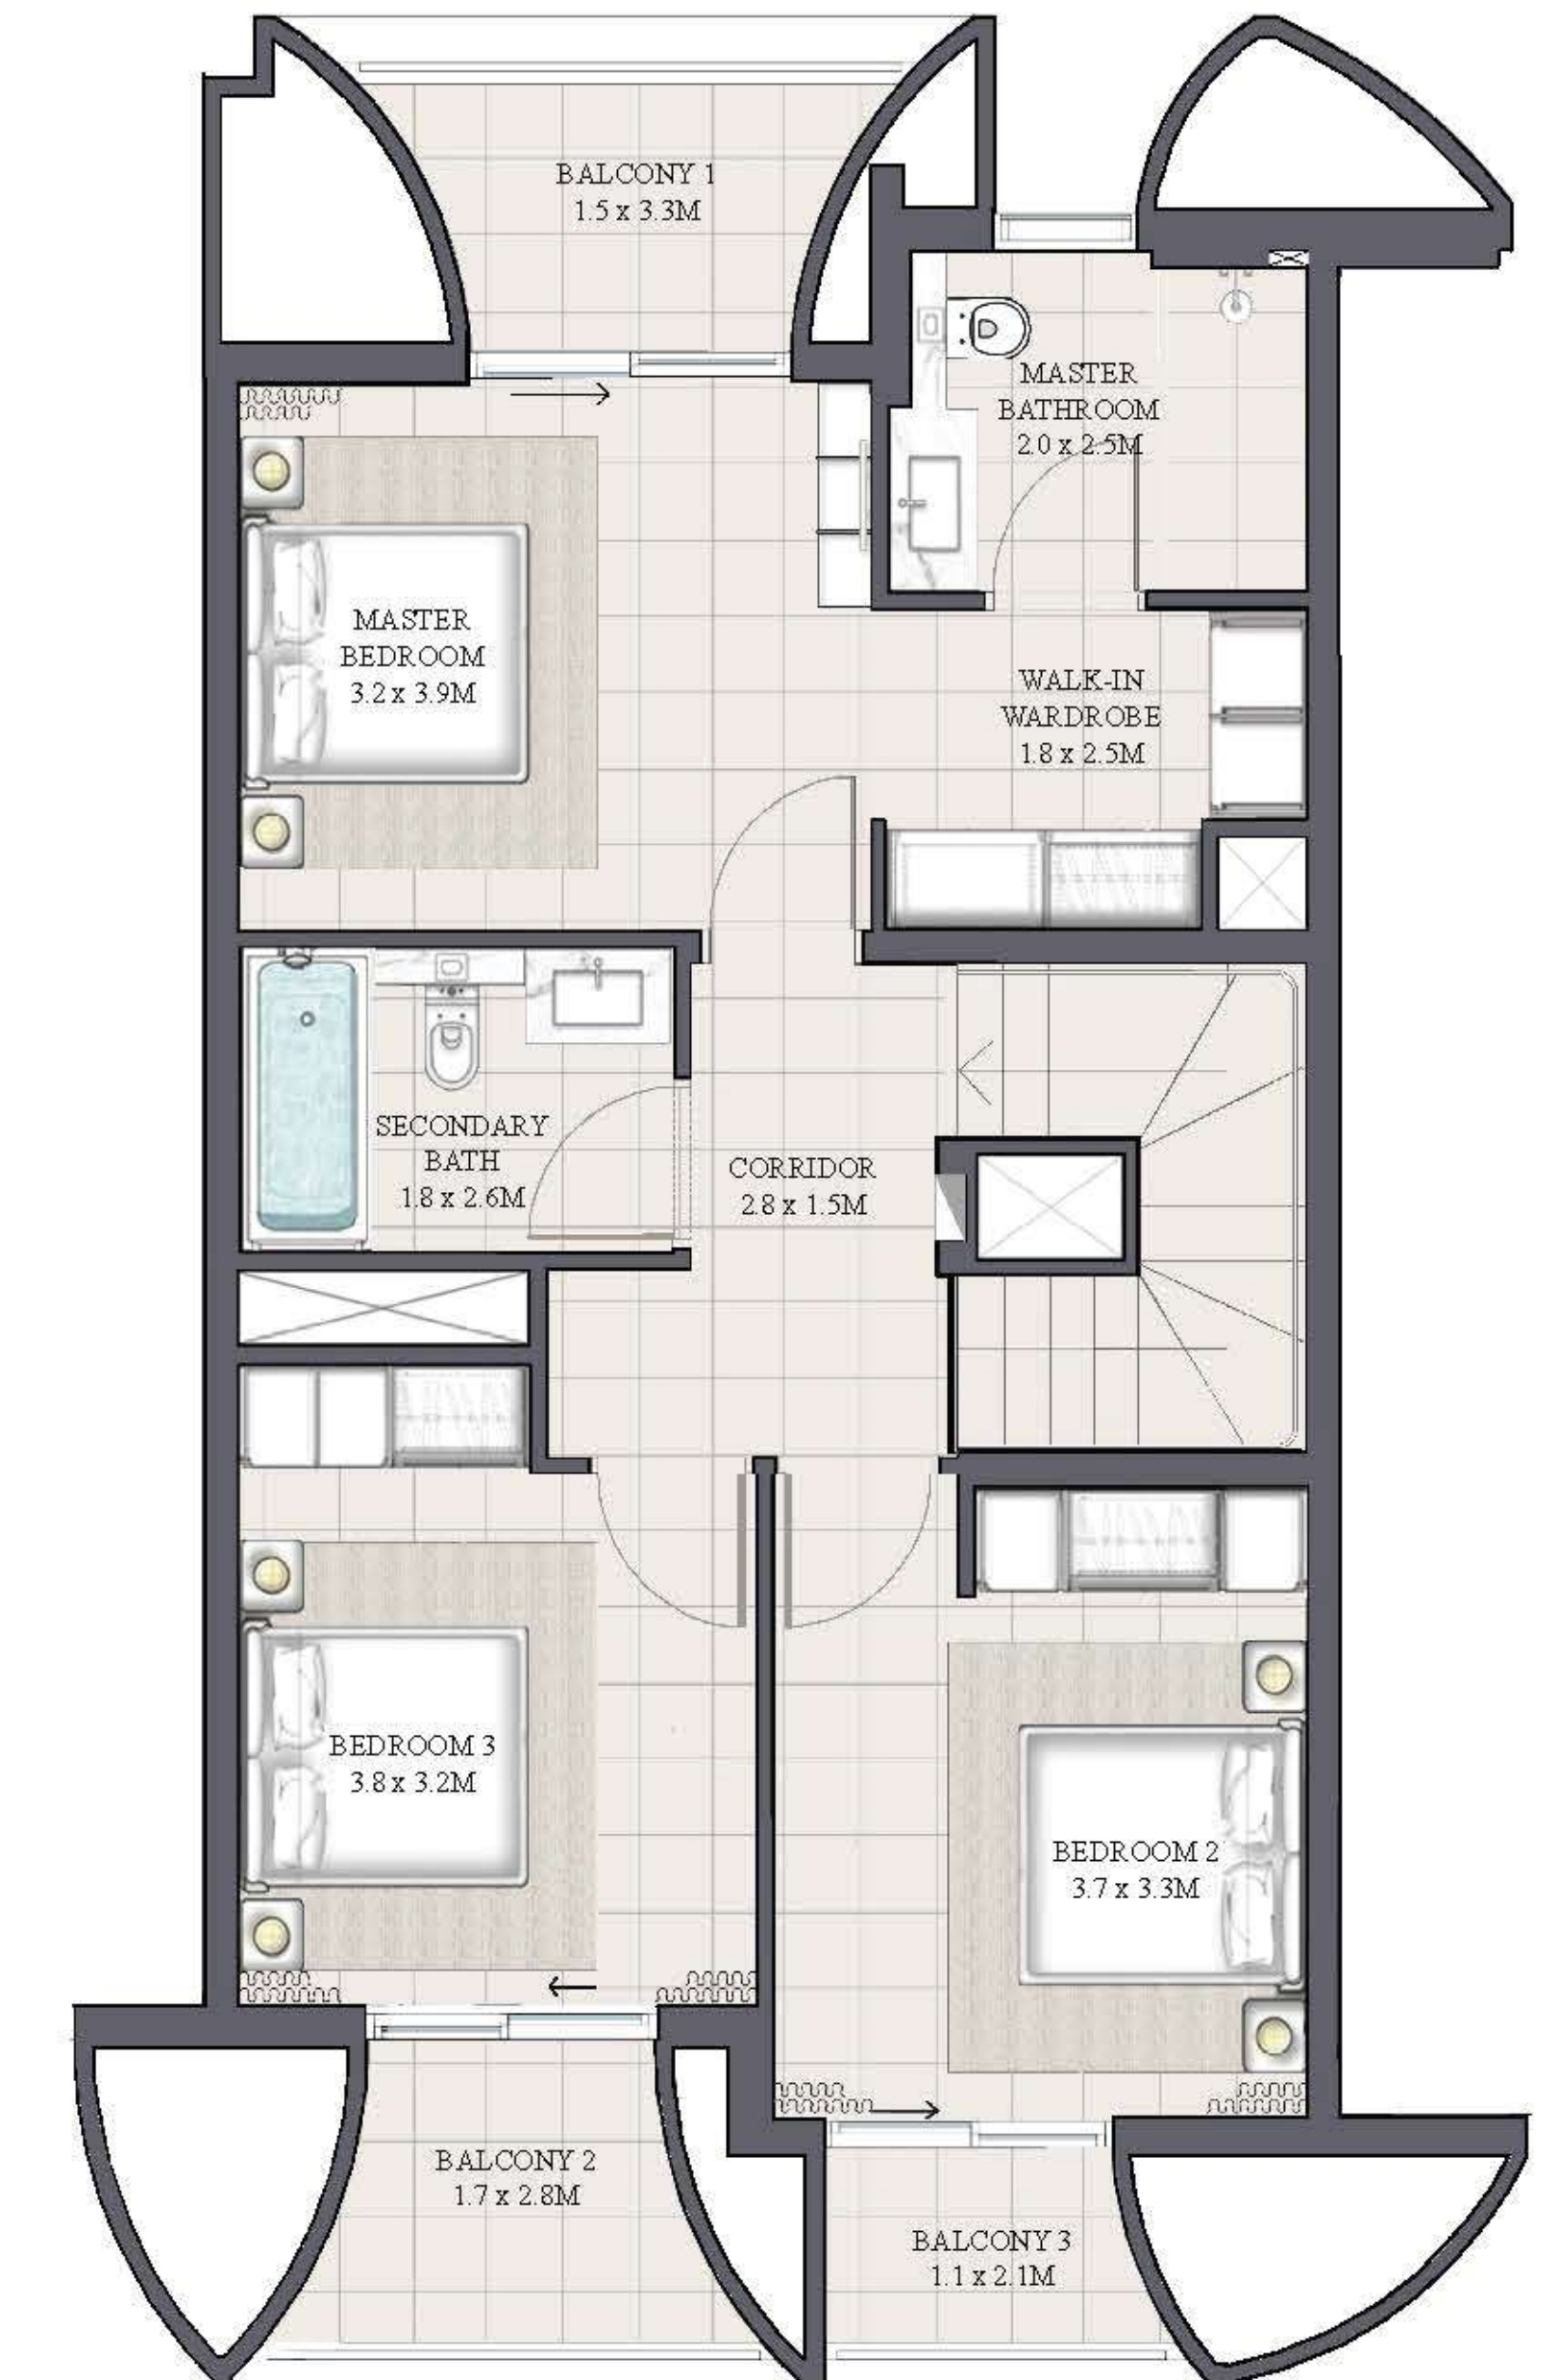 BALCONY 1
1.5 x 3.3M
MASTER
BATHROOM
2.0 x 2.5M
MASTER
BEDROOM
3.2 x 3.9M
WALK-IN
WARDROBE
1.8 x 2.5M
SECONDARY
BATH
1.8 x 2.6M
CORRIDOR
2.8 x 1.5M
BEDROOM 3
3.8 x 3.2M
BEDROOM 2
3.7 x 3.3M
BALCONY 2
1.7 x 2.8M
BALCONY 3
1.1 x 2.1M